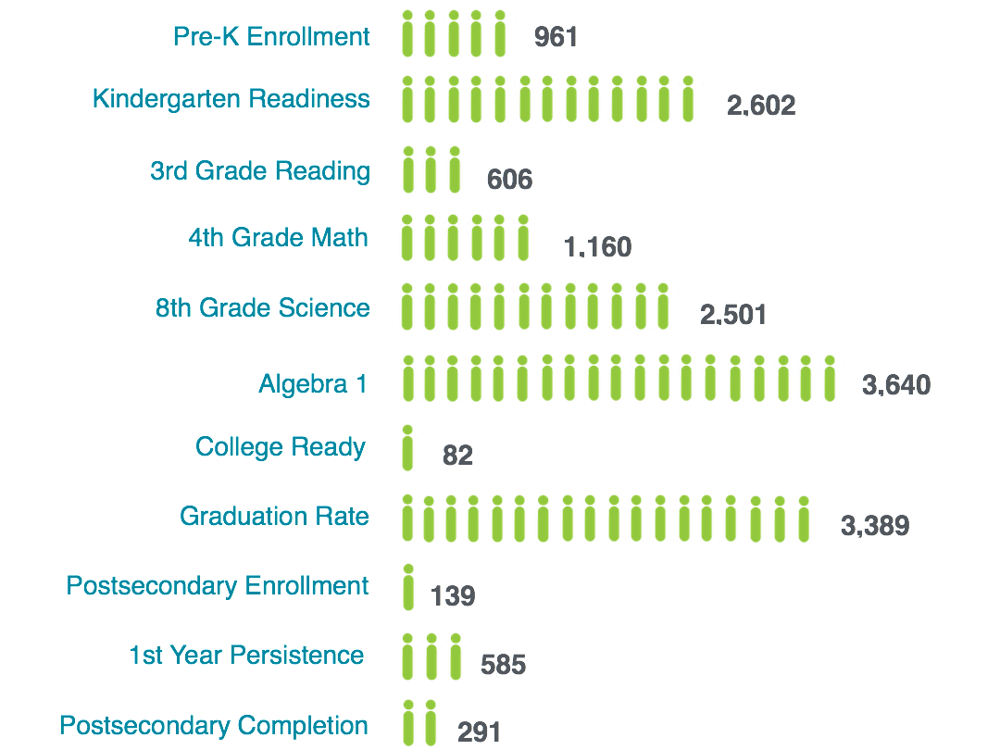 Pre-K Enrollment 961
Kindergarten Readiness 2,602
3rd Grade Reading 606
4th Grade Math 1,160
8th Grade Science 2,501
Algebra 1 3,640
College Ready 82
Graduation Rate 3,389
Postsecondary Enrollment 139
1st Year Persistence 585
Postsecondary Completion 291